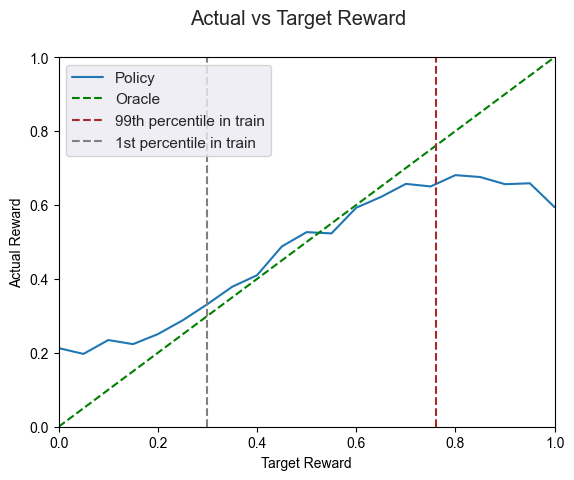 Actual vs Target Reward
1.0
0.8
0.6
0.4
0.2
0.0
Actual Reward
Policy
Oracle
99th percentile in train
1st percentile in train
0.0 0.2 0.4 0.6 0.8 1.0
Target Reward